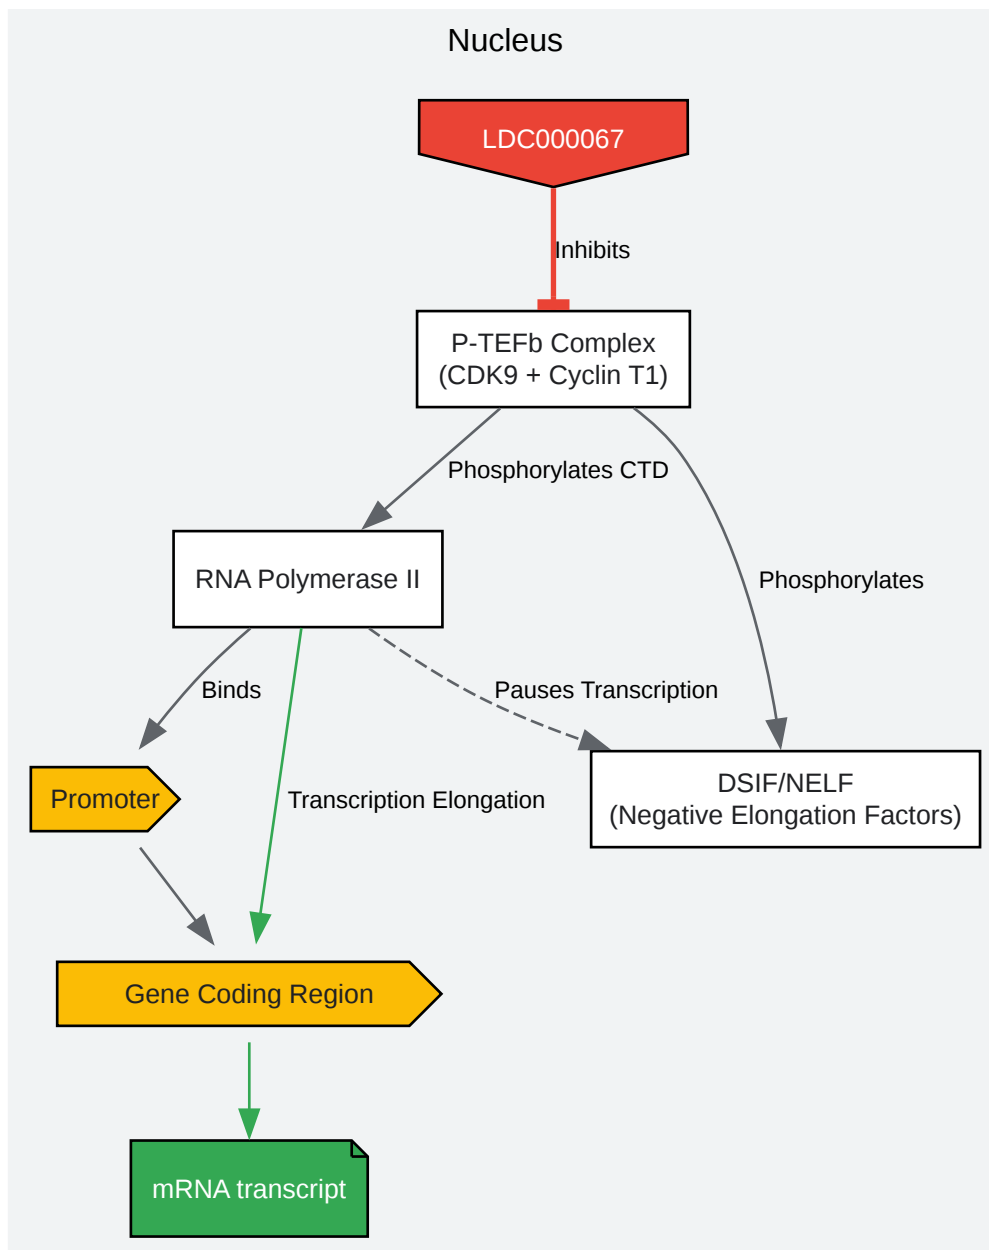 Nucleus
LDC000067
Inhibits
P-TEFb Complex
(CDK9 + Cyclin T1)
Phosphorylates CTD
RNA Polymerase II
Phosphorylates
Binds
Pauses Transcription
Promoter
Transcription Elongation
DSIF/NELF
(Negative Elongation Factors)
Gene Coding Region
mRNA transcript